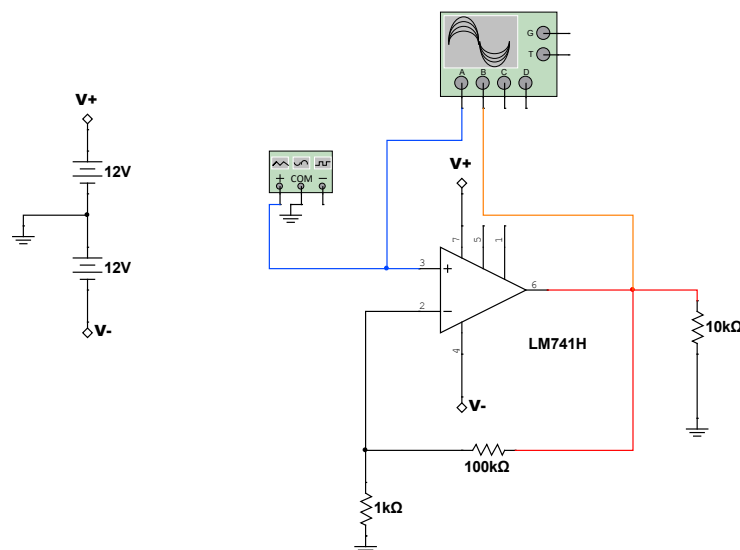 G
T
A B C D
V+
12V
12V
V-
+ COM −
V+
7 5 1
3 +
2 −
6
4
LM741H
V-
10kΩ
100kΩ
1kΩ